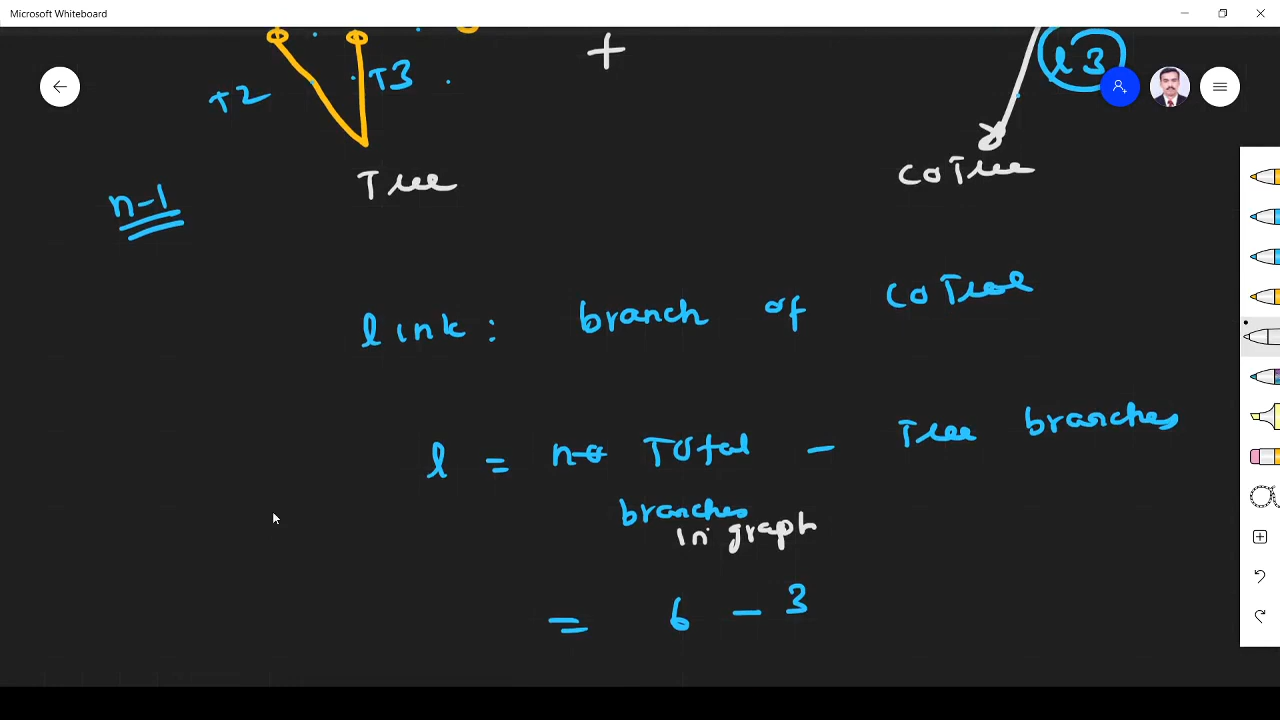 Microsoft Whiteboard
+
l3
T2
T3
Tree
CoTree
n-1
link: branch of CoTree
l = no Total - Tree branches
branches
in graph
= 6 - 3